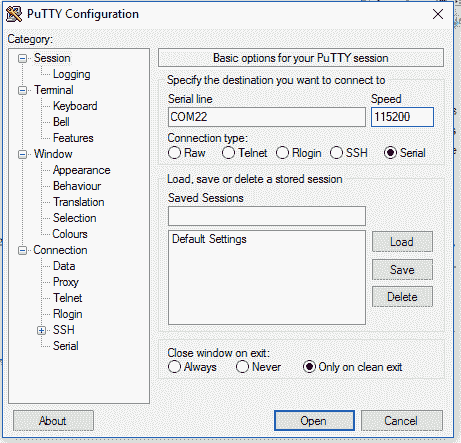 PuTTY Configuration
Category:
Session
Logging
Terminal
Keyboard
Bell
Features
Window
Appearance
Behaviour
Translation
Selection
Colours
Connection
Data
Proxy
Telnet
Rlogin
SSH
Serial
Basic options for your PuTTY session
Specify the destination you want to connect to
Serial line Speed
COM22 115200
Connection type:
Raw Telnet Rlogin SSH Serial
Load, save or delete a stored session
Saved Sessions
Default Settings
Load
Save
Delete
Close window on exit:
Always Never Only on clean exit
About Open Cancel